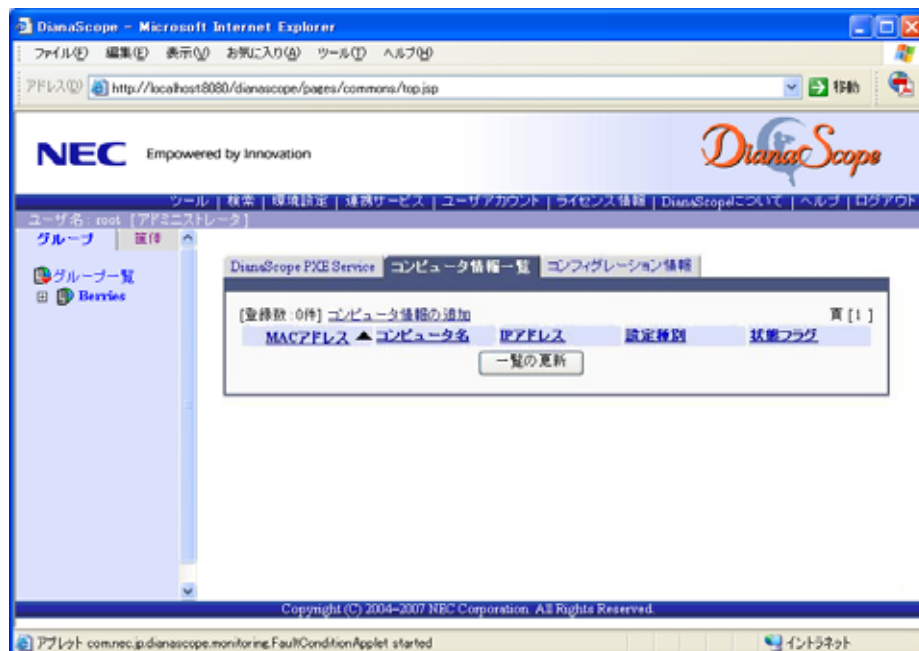 DianaScope - Microsoft Internet Explorer
ファイル(F) 編集(E) 表示(V) お気に入り(A) ツール(T) ヘルプ(H)
アドレス(D) http://localhost:8080/dianascope/pages/commons/top.jsp 移動
NEC Empowered by Innovation DianaScope
ツール | 検索 | 環境設定 | 連携サービス | ユーザアカウント | ライセンス情報 | DianaScopeについて | ヘルプ | ログアウト
ユーザ名: root [アドミニストレータ]
グループ 筐体
グループ一覧
Berries
DianaScope PXE Service コンピュータ情報一覧 コンフィグレーション情報
[登録数:0件] コンピュータ情報の追加 頁 [1 ]
MACアドレス ▲ コンピュータ名 IPアドレス 設定種別 状態フラグ
一覧の更新
Copyright (C) 2004-2007 NEC Corporation. All Rights Reserved.
アプレット com.nec.jp.dianascope.monitoring.FaultConditionApplet started イントラネット